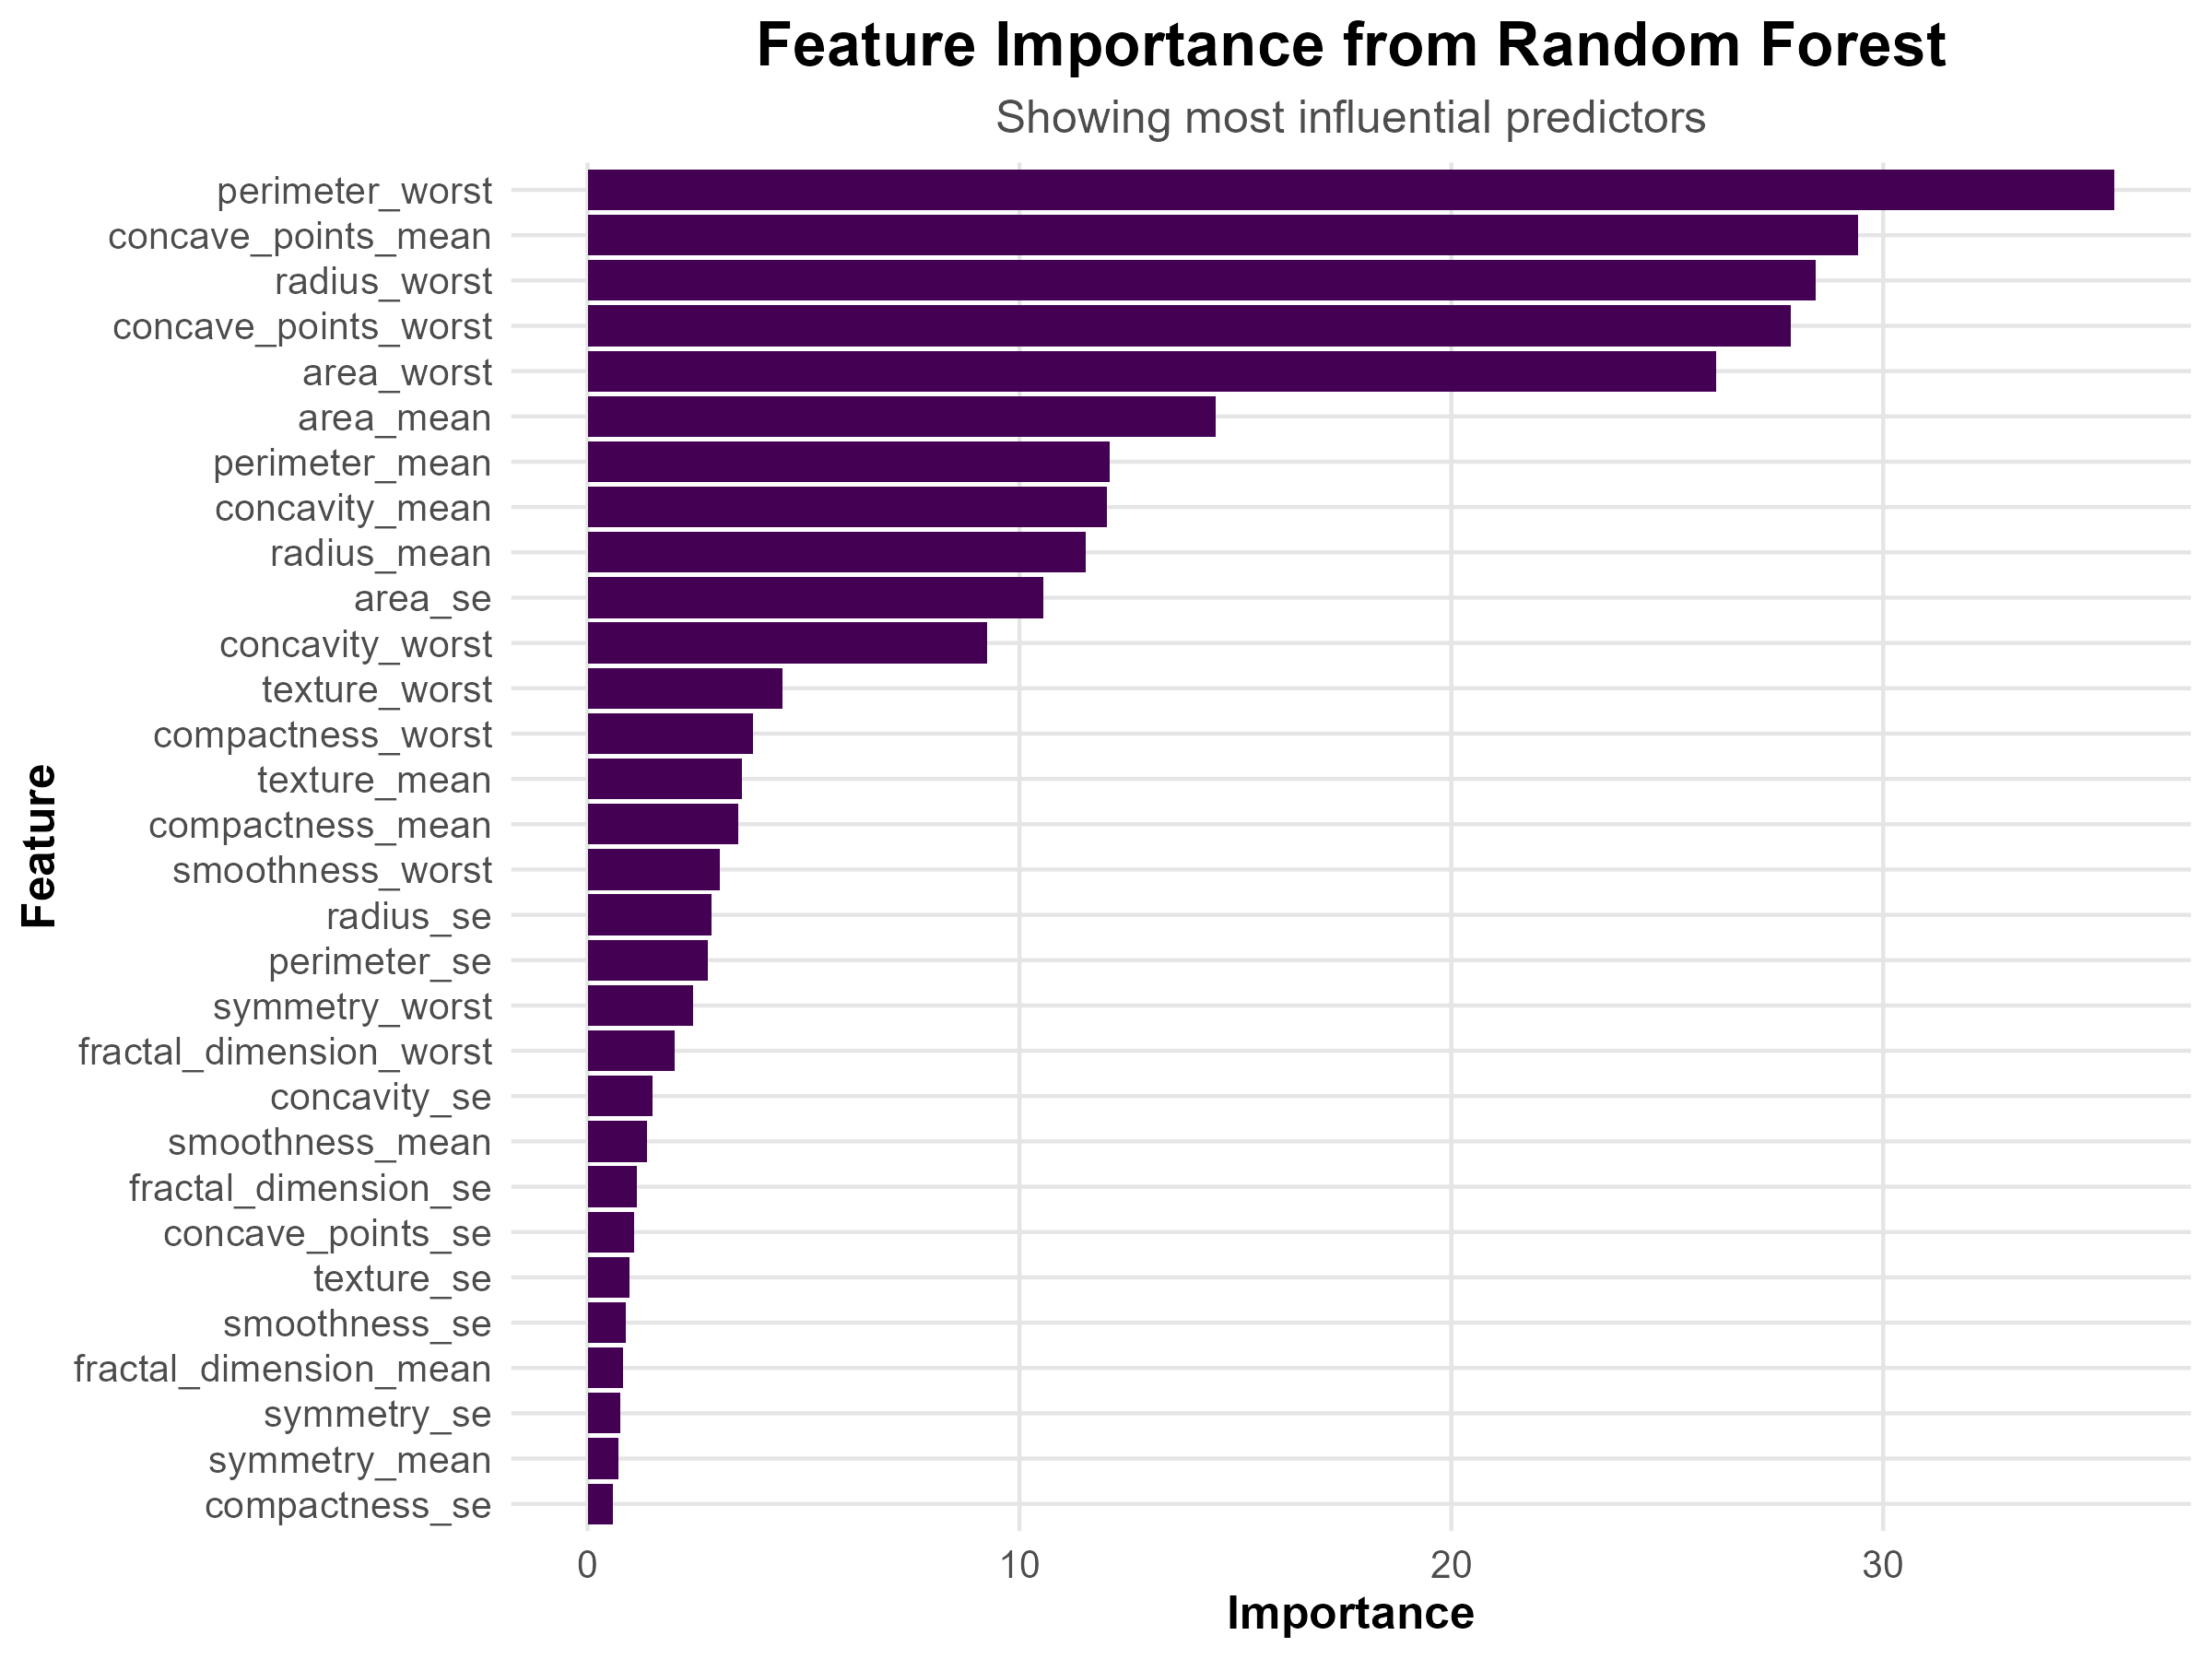 Feature Importance from Random Forest
Showing most influential predictors
perimeter_worst
concave_points_mean
radius_worst
concave_points_worst
area_worst
area_mean
perimeter_mean
concavity_mean
radius_mean
area_se
concavity_worst
texture_worst
compactness_worst
texture_mean
compactness_mean
smoothness_worst
radius_se
perimeter_se
symmetry_worst
fractal_dimension_worst
concavity_se
smoothness_mean
fractal_dimension_se
concave_points_se
texture_se
smoothness_se
fractal_dimension_mean
symmetry_se
symmetry_mean
compactness_se
Feature
0 10 20 30
Importance